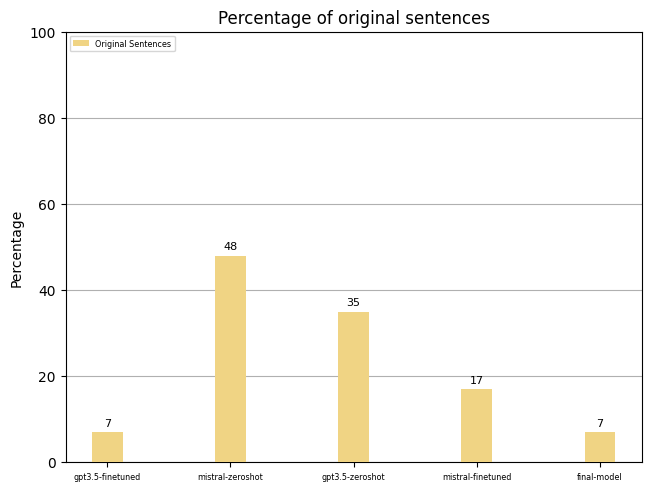 Percentage of original sentences
Original Sentences
Percentage
100
80
60
40
20
0
7
48
35
17
7
gpt3.5-finetuned
mistral-zeroshot
gpt3.5-zeroshot
mistral-finetuned
final-model